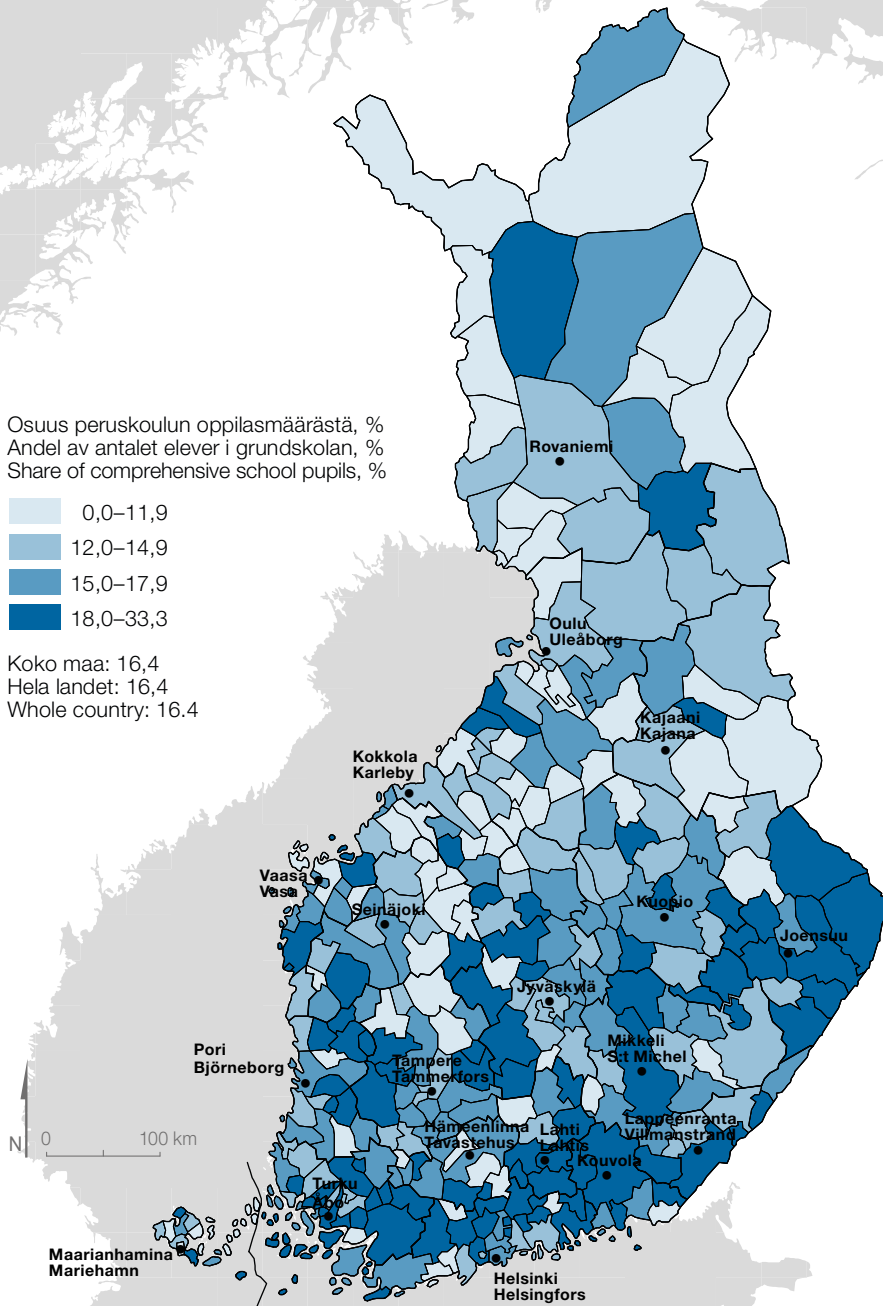 Osuus peruskoulun oppilasmäärästä, %
Andel av antalet elever i grundskolan, %
Share of comprehensive school pupils, %
0,0–11,9
12,0–14,9
15,0–17,9
18,0–33,3
Koko maa: 16,4
Hela landet: 16,4
Whole country: 16.4
Rovaniemi
Oulu
Uleåborg
Kajaani
Kajana
Kokkola
Karleby
Vaasa
Vasa
Seinäjoki
Kuopio
Joensuu
Jyväskylä
Mikkeli
S:t Michel
Pori
Björneborg
Tampere
Tammerfors
Hämeenlinna
Tavastehus
Lahti
Lahtis
Lappeenranta
Villmanstrand
Kouvola
Turku
Åbo
N
0
100 km
Maarianhamina
Mariehamn
Helsinki
Helsingfors